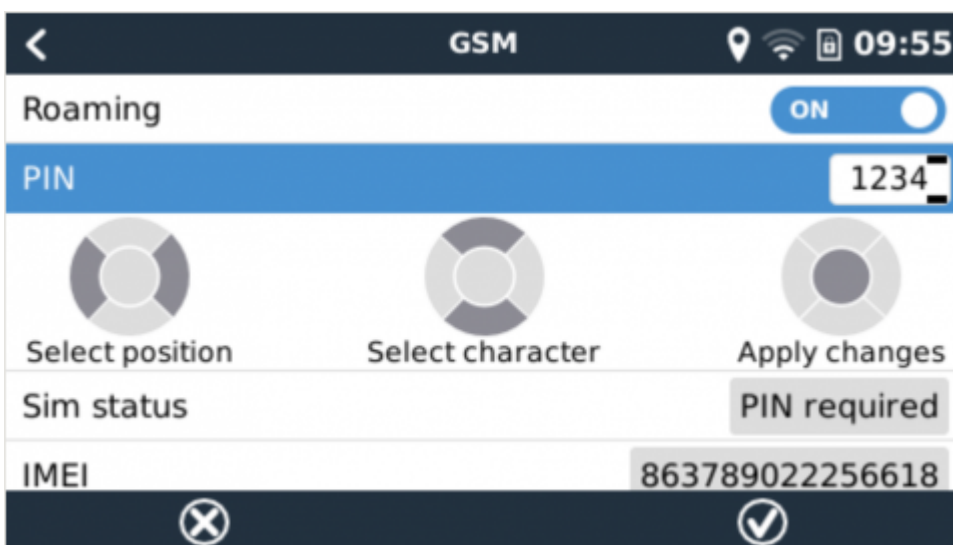 GSM 09:55
Roaming ON
PIN 1234
Select position Select character Apply changes
Sim status PIN required
IMEI 863789022256618